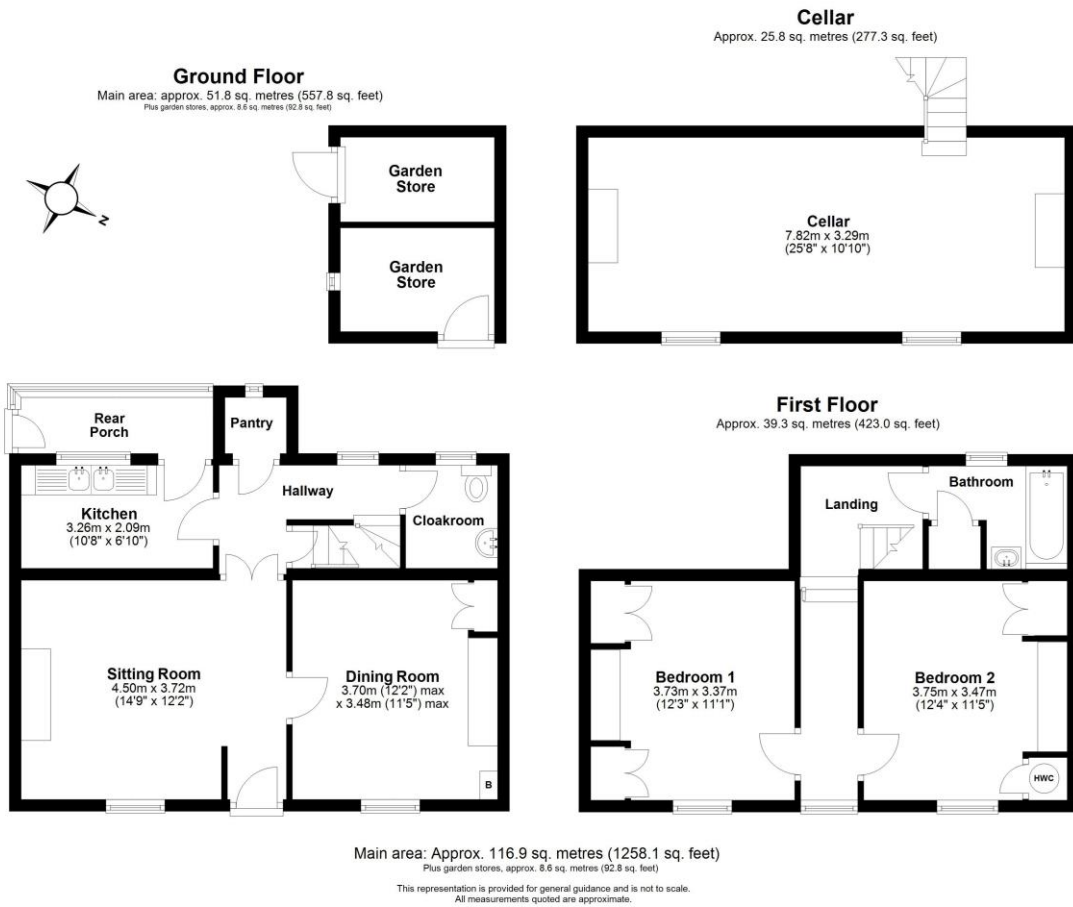 Ground Floor
Main area: approx. 51.8 sq. metres (557.8 sq. feet)
Plus garden stores, approx. 8.6 sq. metres (92.8 sq. feet)
Cellar
Approx. 25.8 sq. metres (277.3 sq. feet)
N
Garden
Store
Garden
Store
Cellar
7.82m x 3.29m
(25'8" x 10'10")
Rear
Porch
Pantry
Kitchen
3.26m x 2.09m
(10'8" x 6'10")
Hallway
Cloakroom
Sitting Room
4.50m x 3.72m
(14'9" x 12'2")
Dining Room
3.70m (12'2") max
x 3.48m (11'5") max
B
First Floor
Approx. 39.3 sq. metres (423.0 sq. feet)
Landing
Bathroom
Bedroom 1
3.73m x 3.37m
(12'3" x 11'1")
Bedroom 2
3.75m x 3.47m
(12'4" x 11'5")
HWC
Main area: Approx. 116.9 sq. metres (1258.1 sq. feet)
Plus garden stores, approx. 8.6 sq. metres (92.8 sq. feet)
This representation is provided for general guidance and is not to scale.
All measurements quoted are approximate.